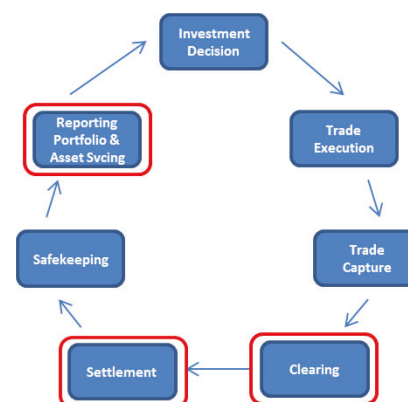 Investment
Decision
Trade
Execution
Trade
Capture
Clearing
Settlement
Safekeeping
Reporting
Portfolio &
Asset Svcing